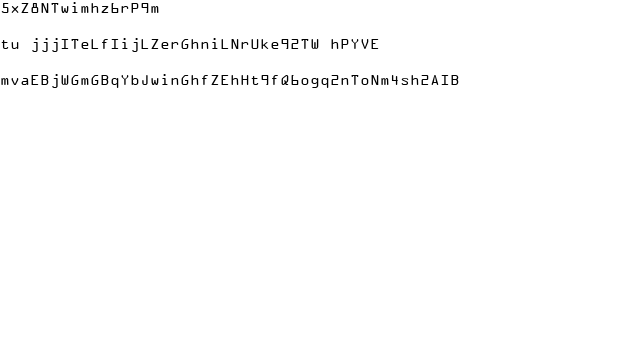 5xZ8NTwimhz6rP9m
tu jjjITeLfIijLZerGhniLNrUke92TW hPYVE
mvaEBjWGmGBqYbJwinGhfZEhHt9fQ6ogq2nToNm4sh2AIB